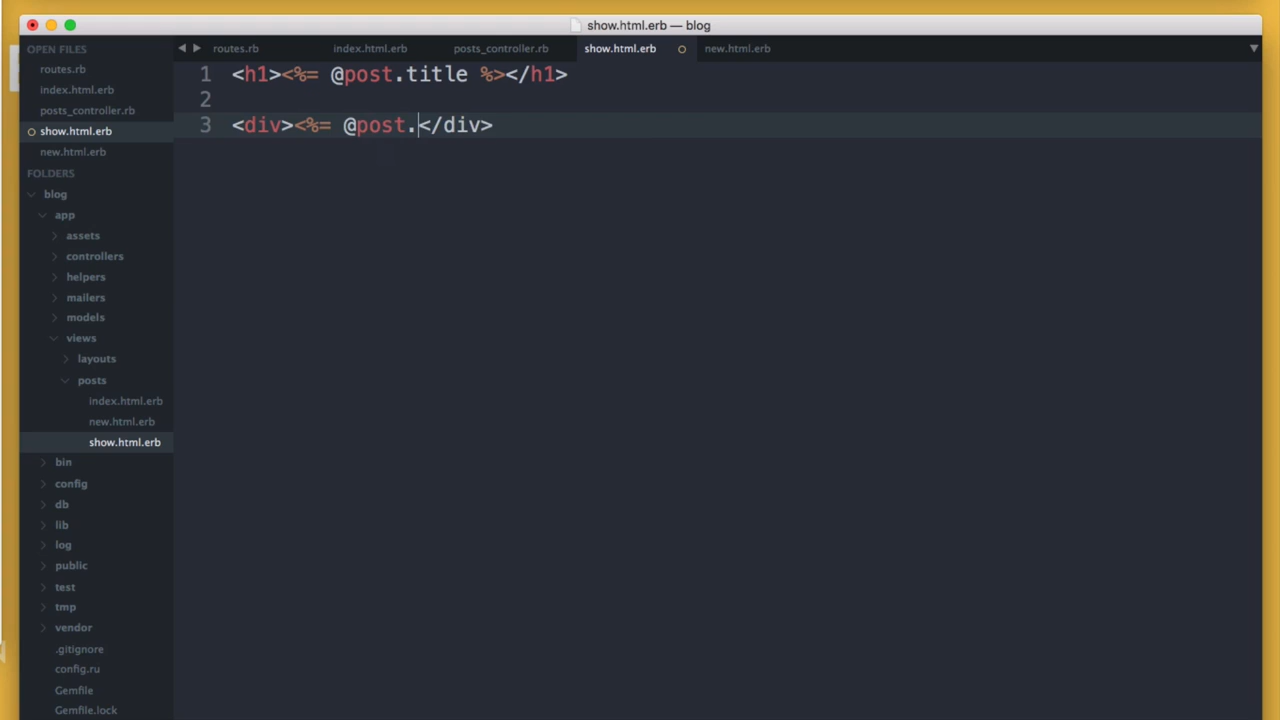 show.html.erb — blog
OPEN FILES
routes.rb
index.html.erb
posts_controller.rb
show.html.erb
new.html.erb
FOLDERS
blog
app
assets
controllers
helpers
mailers
models
views
layouts
posts
index.html.erb
new.html.erb
show.html.erb
bin
config
db
lib
log
public
test
tmp
vendor
.gitignore
config.ru
Gemfile
Gemfile.lock
routes.rb index.html.erb posts_controller.rb show.html.erb new.html.erb
1 <h1><%= @post.title %></h1>
2
3 <div><%= @post.</div>